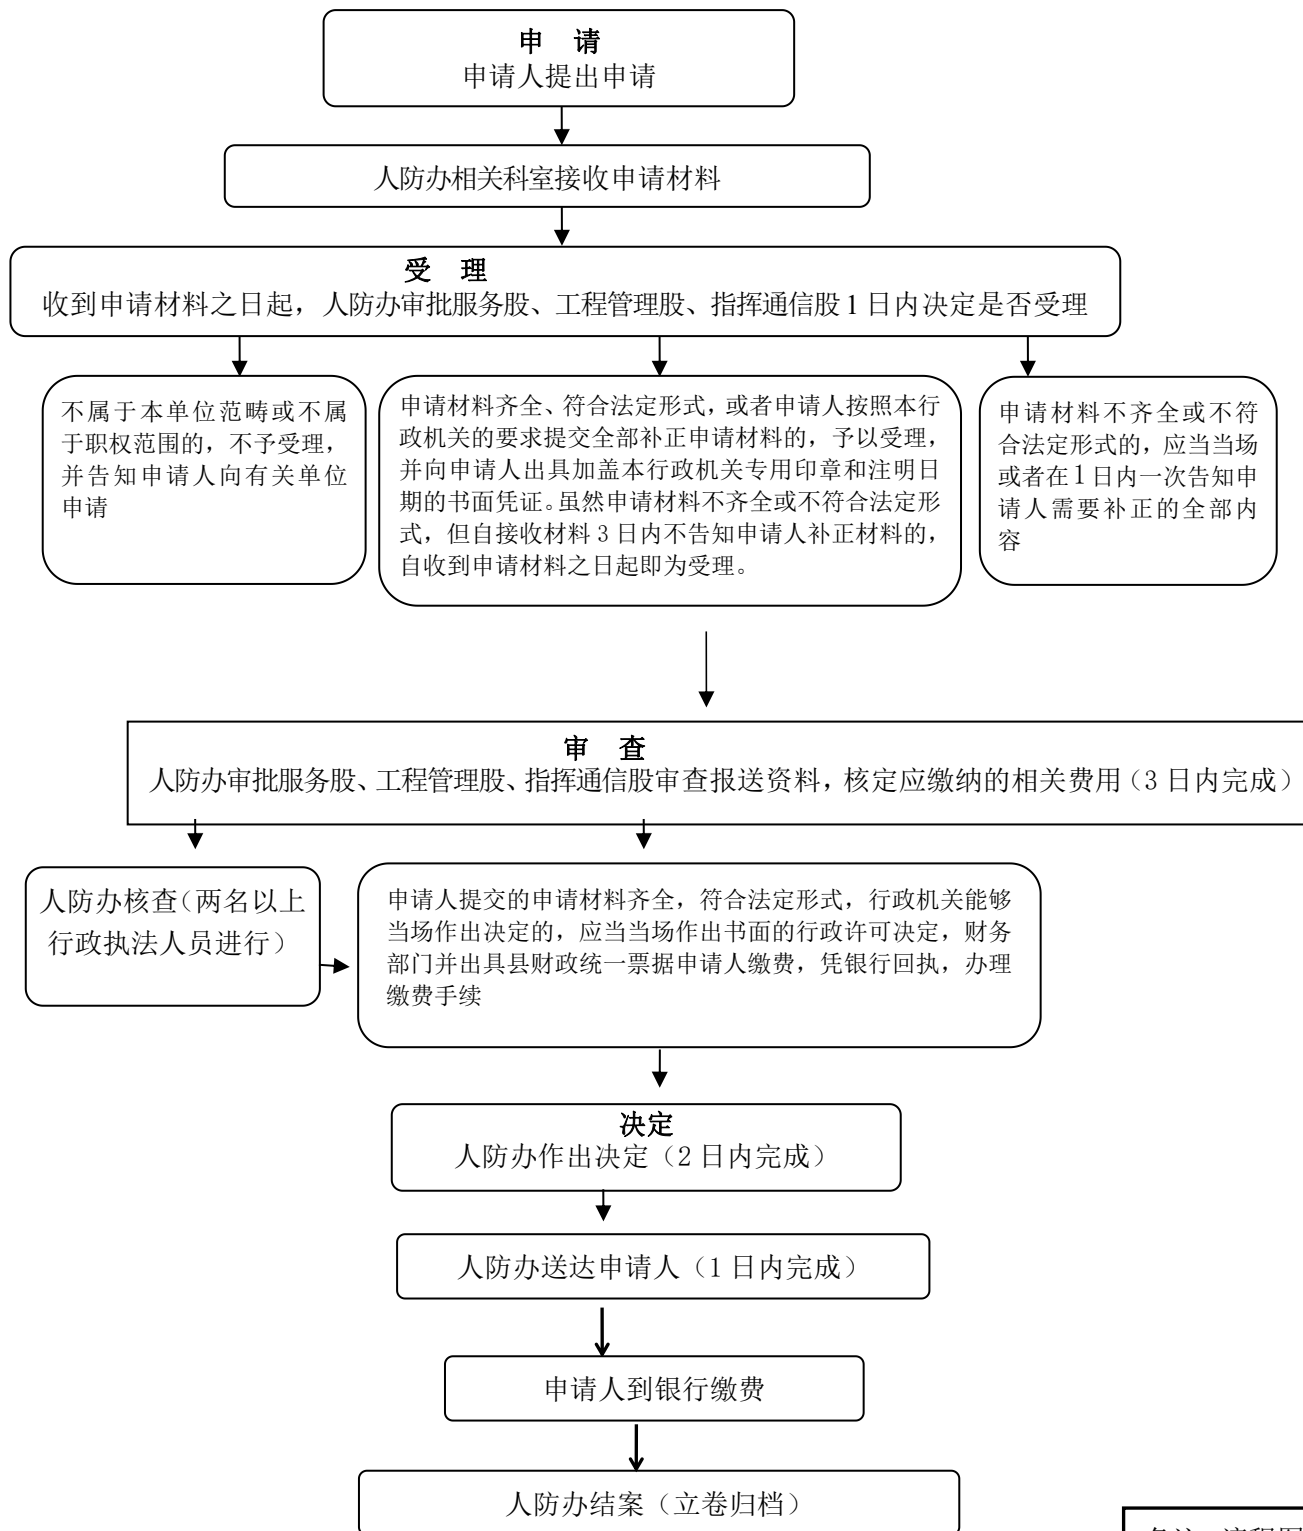 申　请
申请人提出申请
人防办相关科室接收申请材料
受　理
收到申请材料之日起，人防办审批服务股、工程管理股、指挥通信股 1 日内决定是否受理
不属于本单位范畴或不属
于职权范围的，不予受理，
并告知申请人向有关单位
申请
申请材料齐全、符合法定形式，或者申请人按照本行
政机关的要求提交全部补正申请材料的，予以受理，
并向申请人出具加盖本行政机关专用印章和注明日
期的书面凭证。虽然申请材料不齐全或不符合法定形
式，但自接收材料 3 日内不告知申请人补正材料的，
自收到申请材料之日起即为受理。
申请材料不齐全或不符
合法定形式的，应当当场
或者在 1 日内一次告知申
请人需要补正的全部内
容
审　查
人防办审批服务股、工程管理股、指挥通信股审查报送资料，核定应缴纳的相关费用（3 日内完成）
人防办核查（两名以上
行政执法人员进行）
申请人提交的申请材料齐全，符合法定形式，行政机关能够
当场作出决定的，应当当场作出书面的行政许可决定，财务
部门并出具县财政统一票据申请人缴费，凭银行回执，办理
缴费手续
决定
人防办作出决定（2 日内完成）
人防办送达申请人（1 日内完成）
申请人到银行缴费
人防办结案（立卷归档）